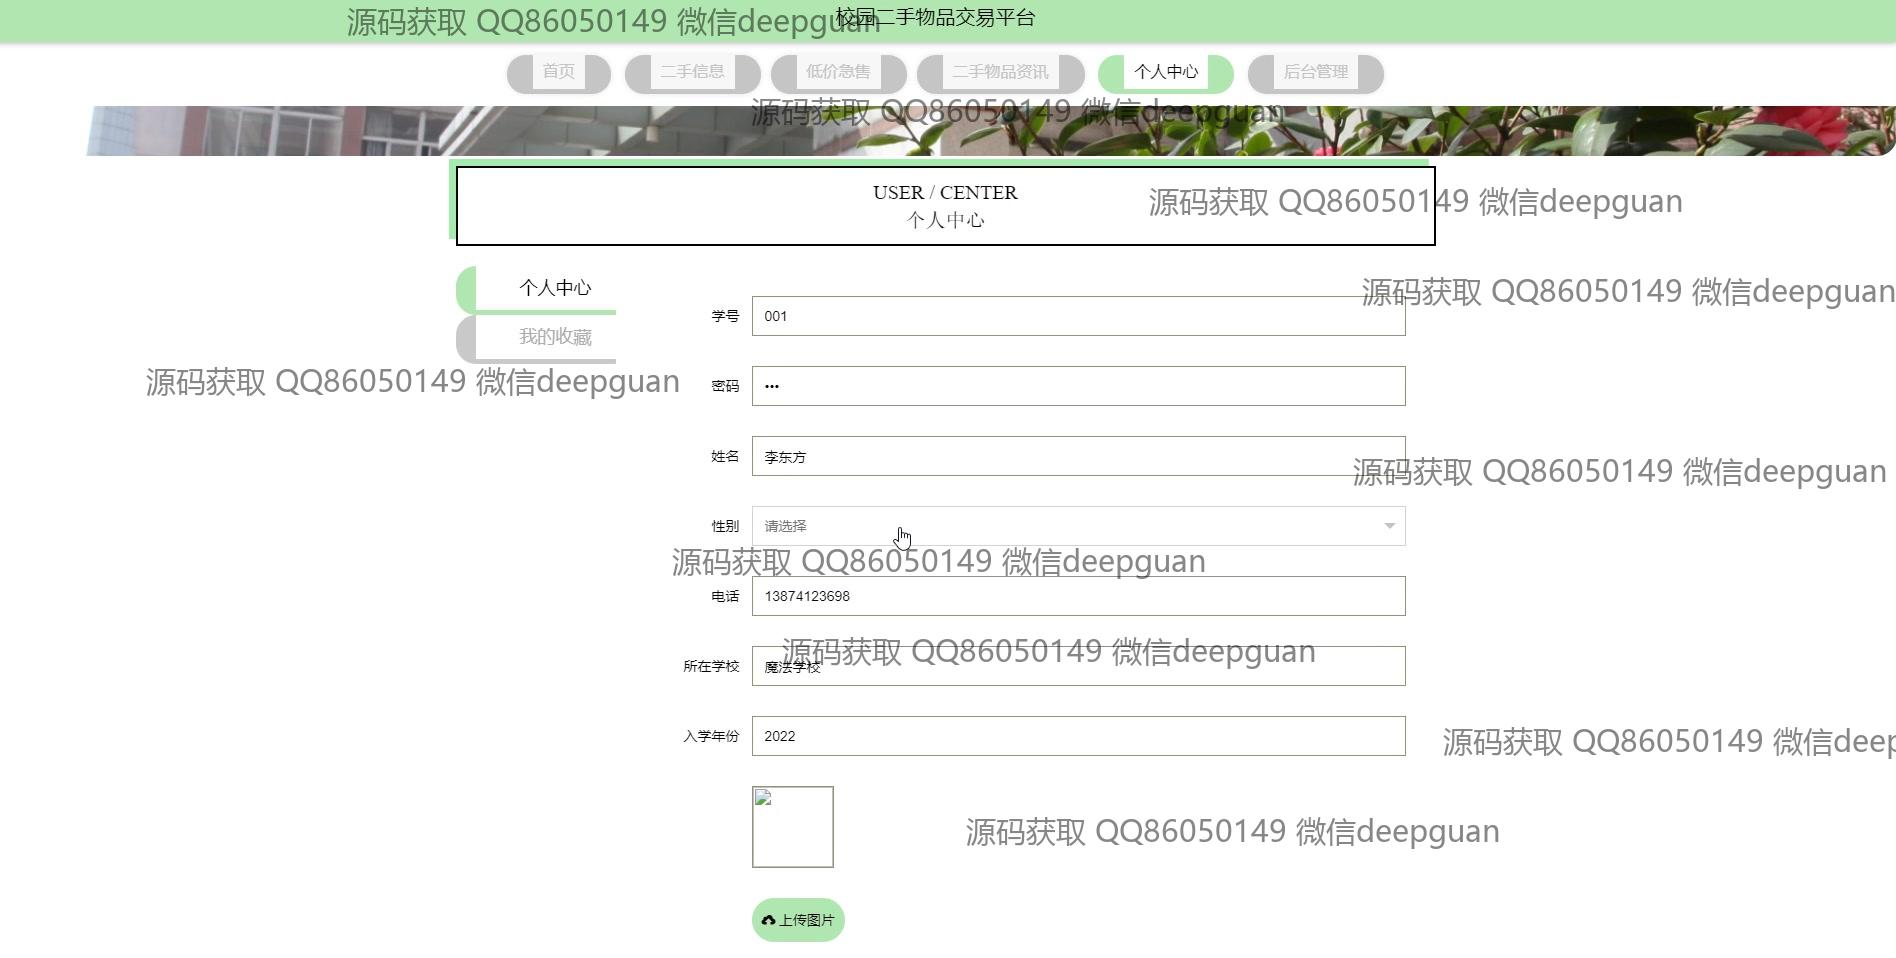 校园二手物品交易平台
源码获取 QQ86050149 微信deepguan
首页
二手信息
低价急售
二手物品资讯
个人中心
后台管理
源码获取 QQ86050149 微信deepguan
USER / CENTER
个人中心
源码获取 QQ86050149 微信deepguan
个人中心
我的收藏
源码获取 QQ86050149 微信deepguan
学号 001
源码获取 QQ86050149 微信deepguan
密码 •••
姓名 李东方
源码获取 QQ86050149 微信deepguan
性别 请选择
源码获取 QQ86050149 微信deepguan
电话 13874123698
源码获取 QQ86050149 微信deepguan
所在学校 魔法学校
入学年份 2022
源码获取 QQ86050149 微信deep
源码获取 QQ86050149 微信deepguan
上传图片